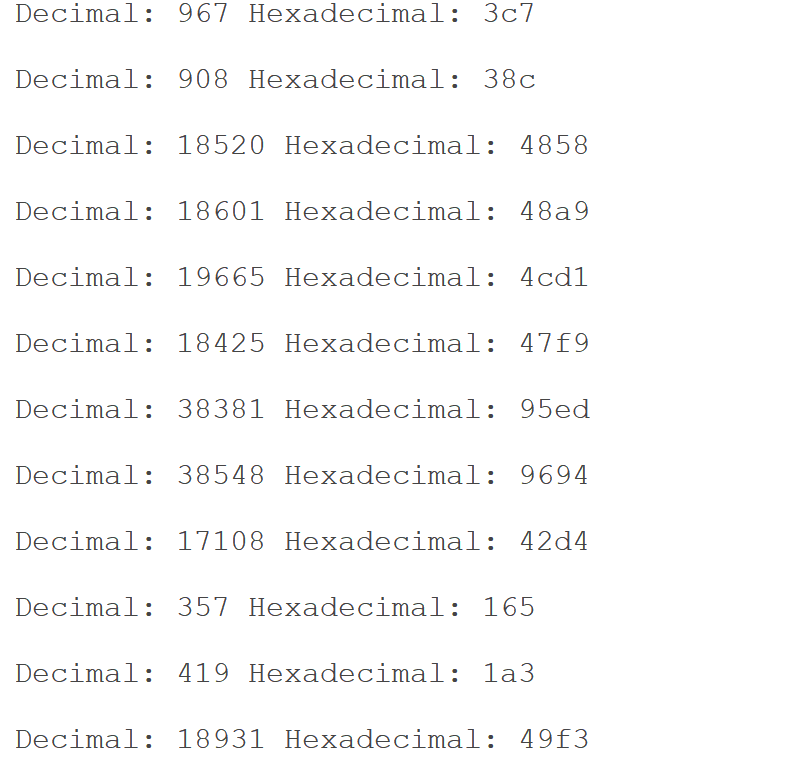 Decimal: 967 Hexadecimal: 3c7
Decimal: 908 Hexadecimal: 38c
Decimal: 18520 Hexadecimal: 4858
Decimal: 18601 Hexadecimal: 48a9
Decimal: 19665 Hexadecimal: 4cd1
Decimal: 18425 Hexadecimal: 47f9
Decimal: 38381 Hexadecimal: 95ed
Decimal: 38548 Hexadecimal: 9694
Decimal: 17108 Hexadecimal: 42d4
Decimal: 357 Hexadecimal: 165
Decimal: 419 Hexadecimal: 1a3
Decimal: 18931 Hexadecimal: 49f3